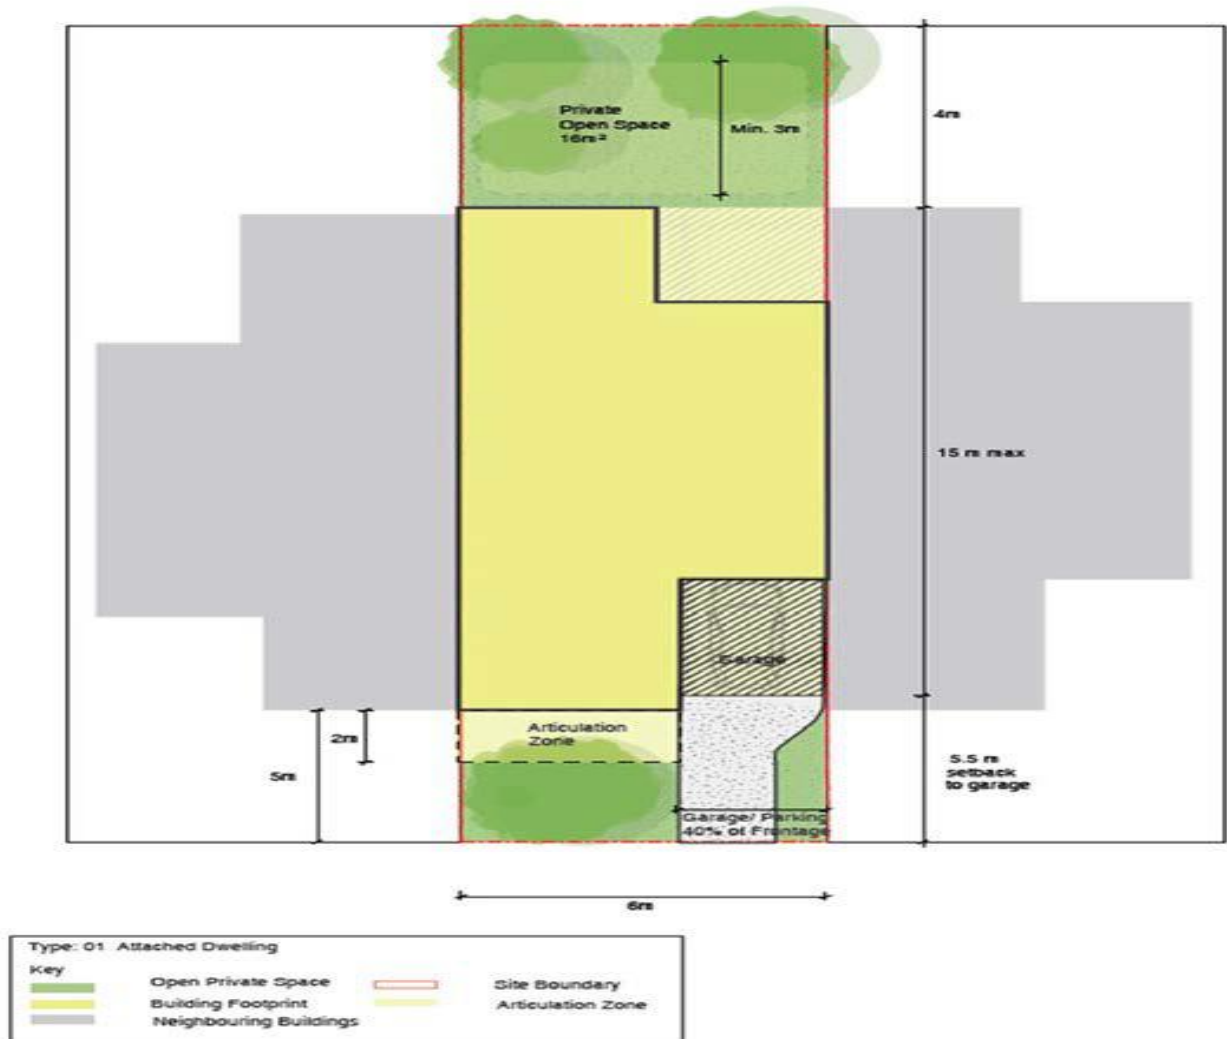 Private
Open Space
16m²
Min. 3m
4m
15 m max
Garage
Articulation
Zone
2m
5m
5.5 m
setback
to garage
Garage/ Parking
40% of Frontage
6m
Type: 01 Attached Dwelling
Key
Open Private Space
Site Boundary
Building Footprint
Articulation Zone
Neighbouring Buildings